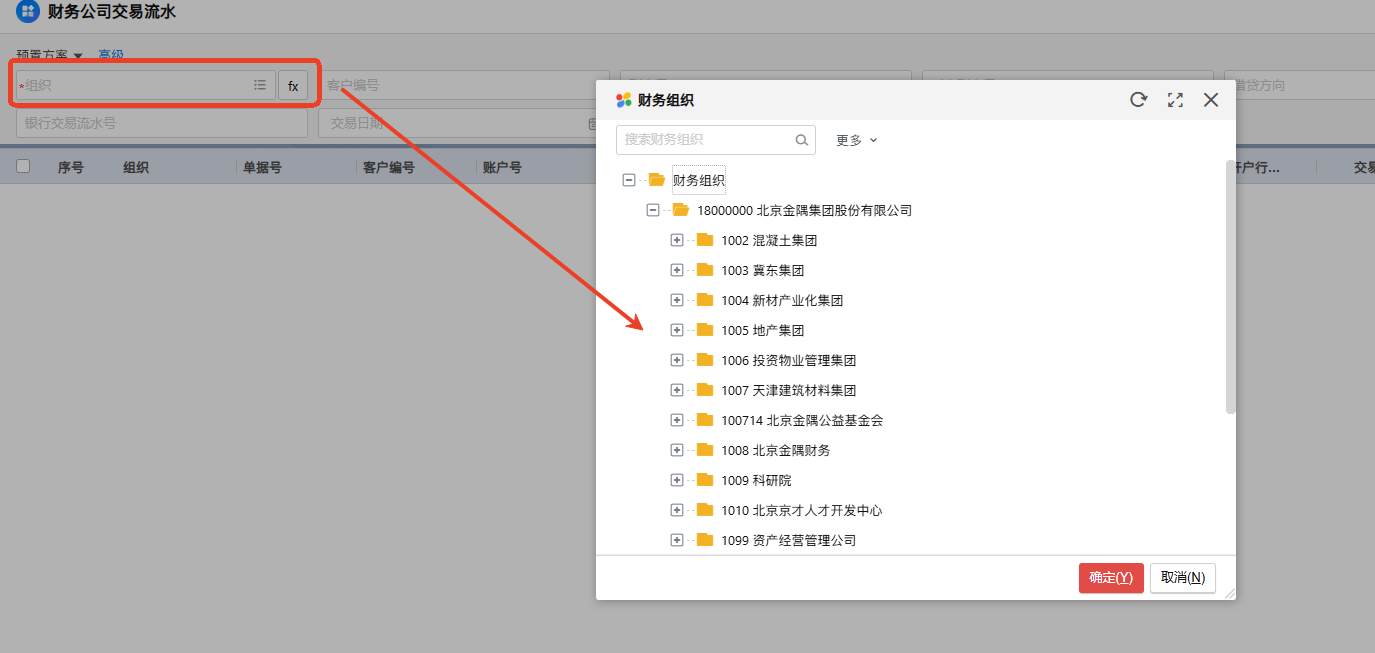 财务公司交易流水
预置方案 高级
*组织 fx 客户编号 借贷方向
银行交易流水号 交易日期
序号 组织 单据号 客户编号 账户号 开户行... 交易
财务组织
搜索财务组织 更多
财务组织
18000000 北京金隅集团股份有限公司
1002 混凝土集团
1003 冀东集团
1004 新材产业化集团
1005 地产集团
1006 投资物业管理集团
1007 天津建筑材料集团
100714 北京金隅公益基金会
1008 北京金隅财务
1009 科研院
1010 北京京才人才开发中心
1099 资产经营管理公司
确定(Y) 取消(N)